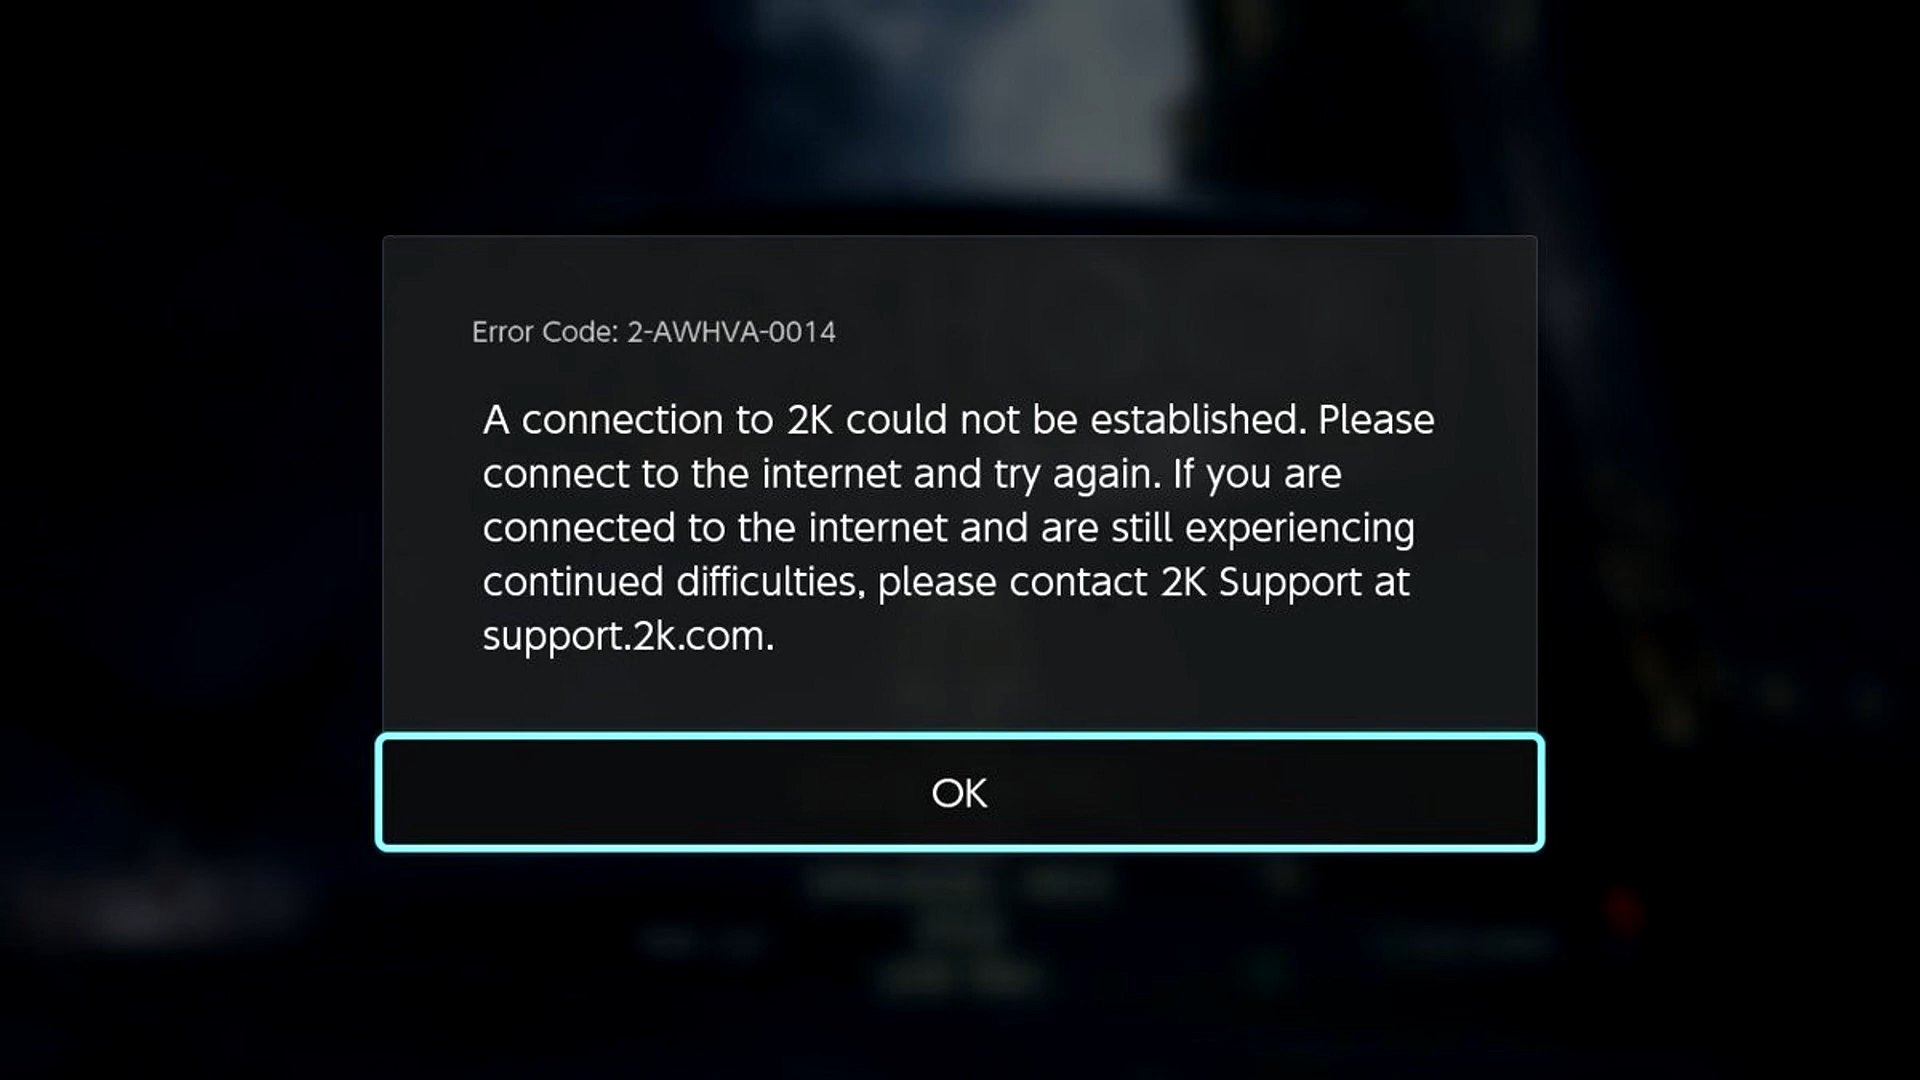 Error Code: 2-AWHVA-0014
A connection to 2K could not be established. Please
connect to the internet and try again. If you are
connected to the internet and are still experiencing
continued difficulties, please contact 2K Support at
support.2k.com.
OK